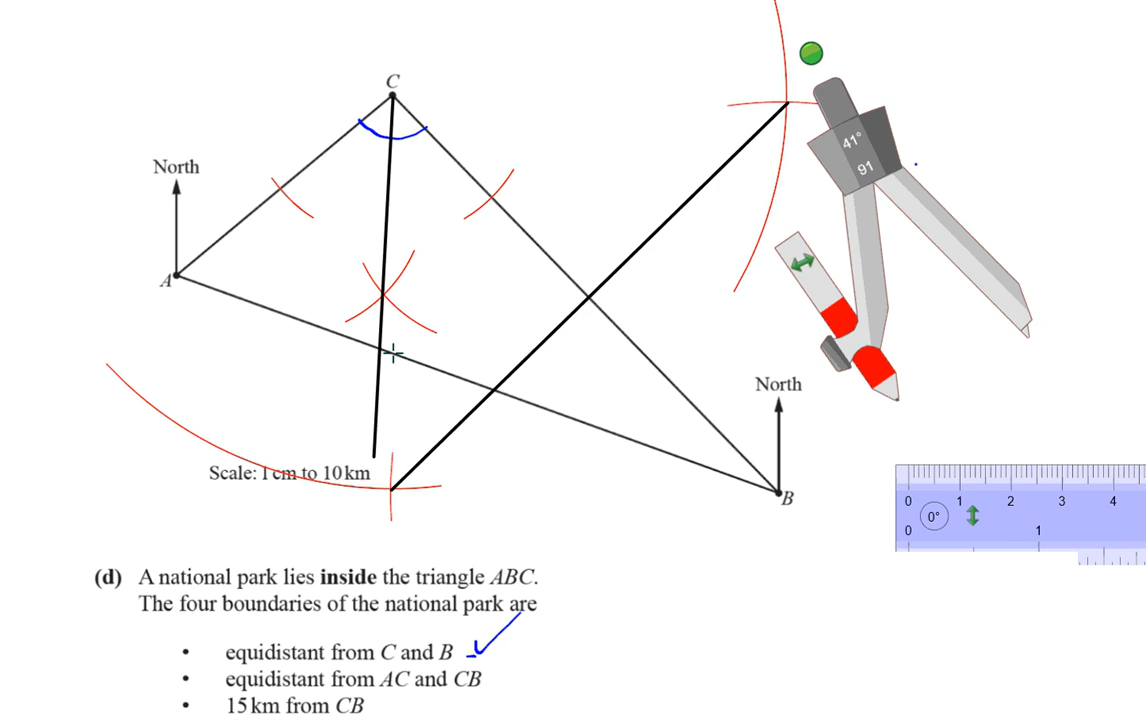 C
North
A
41°
91
North
B
Scale: 1 cm to 10 km
0 1 2 3 4
0°
0 1
(d) A national park lies inside the triangle ABC.
The four boundaries of the national park are
• equidistant from C and B
• equidistant from AC and CB
• 15 km from CB